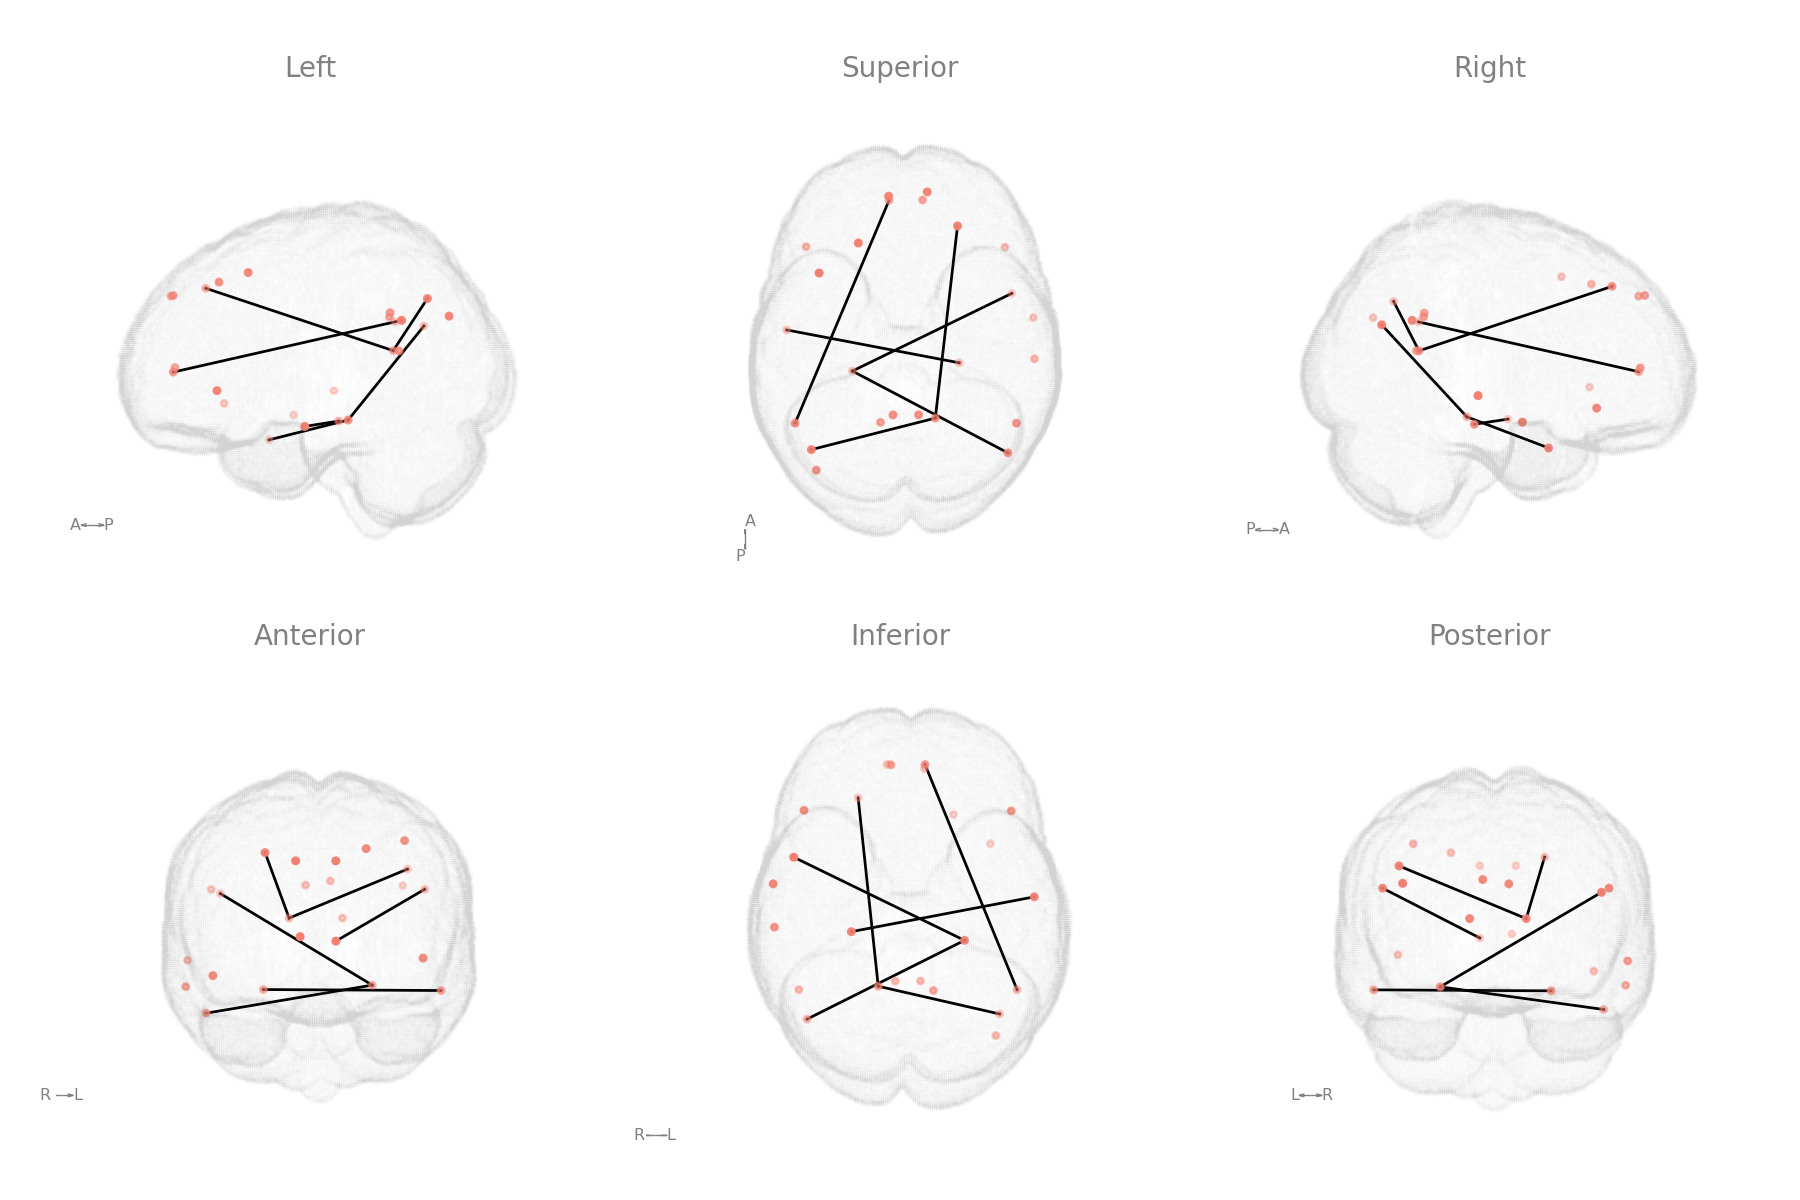 Left
Superior
Right
A
P
A
P
P
A
Anterior
Inferior
Posterior
R
L
R
L
L
R